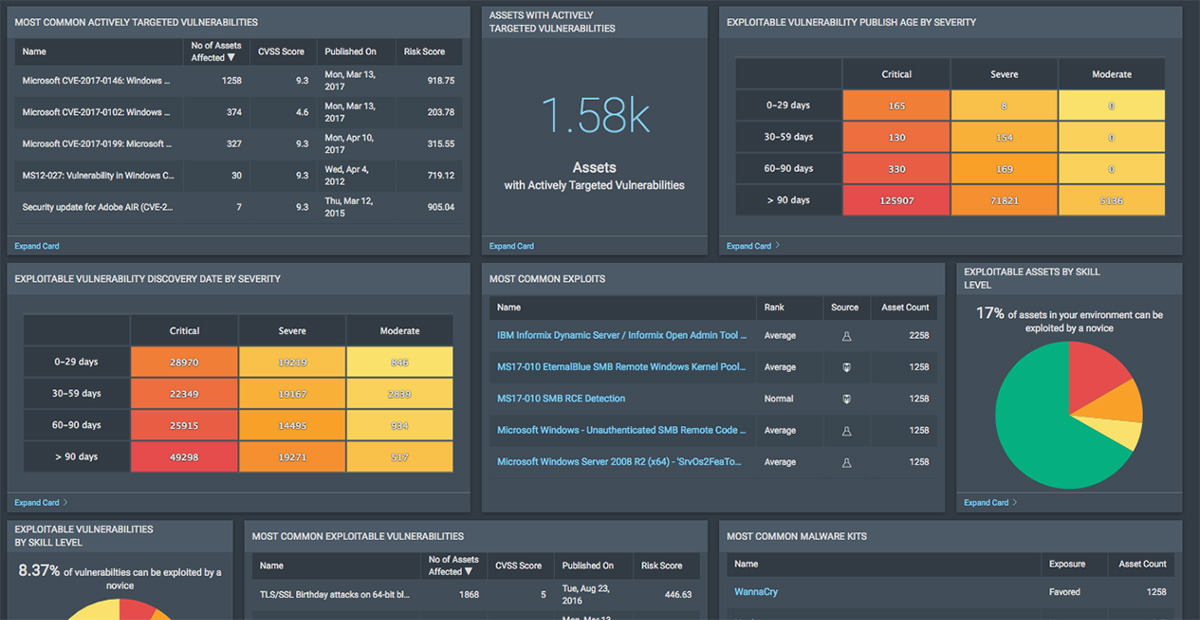 MOST COMMON ACTIVELY TARGETED VULNERABILITIES
Name No of Assets Affected ▼ CVSS Score Published On Risk Score
Microsoft CVE-2017-0146: Windows ... 1258 9.3 Mon, Mar 13, 2017 918.75
Microsoft CVE-2017-0102: Windows ... 374 4.6 Mon, Mar 13, 2017 203.78
Microsoft CVE-2017-0199: Microsoft ... 327 9.3 Mon, Apr 10, 2017 315.55
MS12-027: Vulnerability in Windows C... 30 9.3 Wed, Apr 4, 2012 719.12
Security update for Adobe AIR (CVE-2... 7 9.3 Thu, Mar 12, 2015 905.04
Expand Card
ASSETS WITH ACTIVELY
TARGETED VULNERABILITIES
1.58k
Assets
with Actively Targeted Vulnerabilities
Expand Card
EXPLOITABLE VULNERABILITY PUBLISH AGE BY SEVERITY
Critical Severe Moderate
0-29 days 165 8 0
30-59 days 130 154 0
60-90 days 330 169 0
> 90 days 125907 71821 5136
Expand Card >
EXPLOITABLE VULNERABILITY DISCOVERY DATE BY SEVERITY
Critical Severe Moderate
0-29 days 28970 19239 846
30-59 days 22349 19167 2839
60-90 days 25915 14495 934
> 90 days 49298 19271 517
Expand Card >
MOST COMMON EXPLOITS
Name Rank Source Asset Count
IBM Informix Dynamic Server / Informix Open Admin Tool ... Average 2258
MS17-010 EternalBlue SMB Remote Windows Kernel Pool... Average 1258
MS17-010 SMB RCE Detection Normal 1258
Microsoft Windows - Unauthenticated SMB Remote Code ... Average 1258
Microsoft Windows Server 2008 R2 (x64) - 'SrvOs2FeaTo... Average 1258
EXPLOITABLE ASSETS BY SKILL
LEVEL
17% of assets in your environment can be
exploited by a novice
Expand Card >
EXPLOITABLE VULNERABILITIES
BY SKILL LEVEL
8.37% of vulnerabilties can be exploited by a
novice
MOST COMMON EXPLOITABLE VULNERABILITIES
Name No of Assets Affected ▼ CVSS Score Published On Risk Score
TLS/SSL Birthday attacks on 64-bit bl... 1868 5 Tue, Aug 23, 2016 446.63
MOST COMMON MALWARE KITS
Name Exposure Asset Count
WannaCry Favored 1258